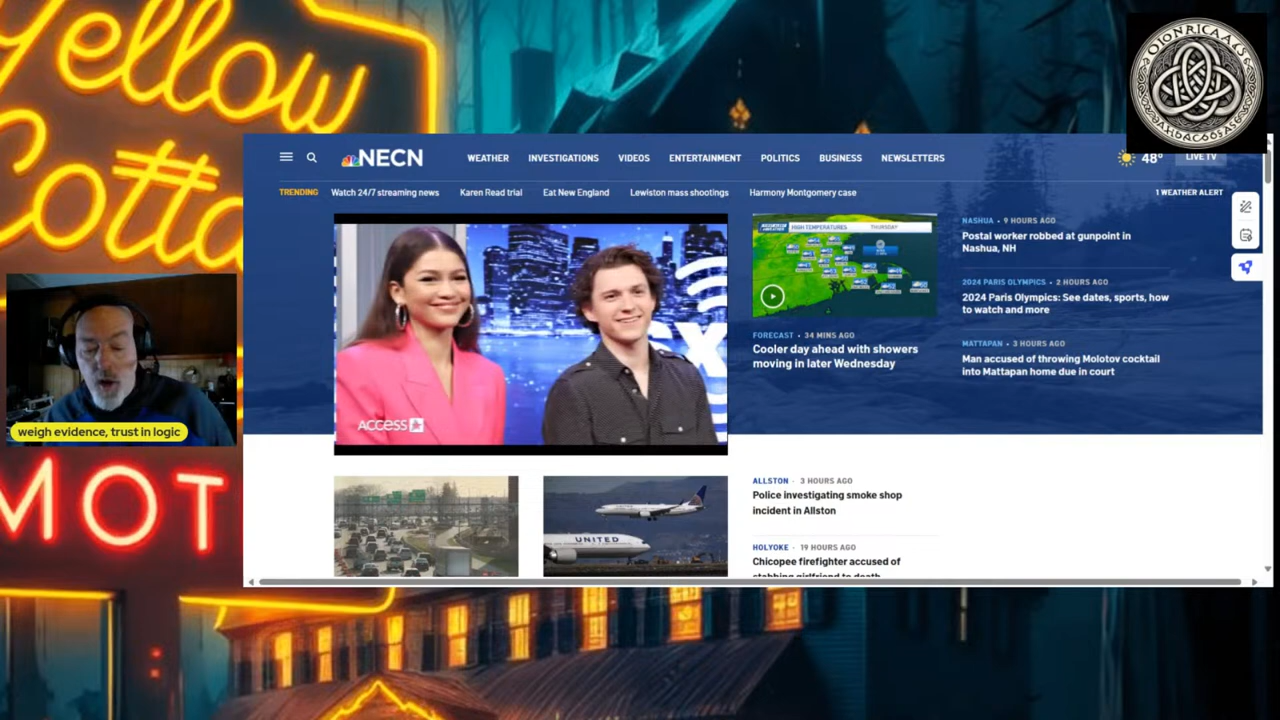 Yellow
Cotta
MOT
NECN
WEATHER INVESTIGATIONS VIDEOS ENTERTAINMENT POLITICS BUSINESS NEWSLETTERS
48° LIVE TV
TRENDING Watch 24/7 streaming news Karen Read trial Eat New England Lewiston mass shootings Harmony Montgomery case 1 WEATHER ALERT
ACCESS
HIGH TEMPERATURES THURSDAY
FORECAST • 34 MINS AGO
Cooler day ahead with showers
moving in later Wednesday
NASHUA • 9 HOURS AGO
Postal worker robbed at gunpoint in
Nashua, NH
2024 PARIS OLYMPICS • 2 HOURS AGO
2024 Paris Olympics: See dates, sports, how
to watch and more
MATTAPAN • 3 HOURS AGO
Man accused of throwing Molotov cocktail
into Mattapan home due in court
weigh evidence, trust in logic
UNITED
ALLSTON · 3 HOURS AGO
Police investigating smoke shop
incident in Allston
HOLYOKE · 19 HOURS AGO
Chicopee firefighter accused of
stabbing girlfriend to death